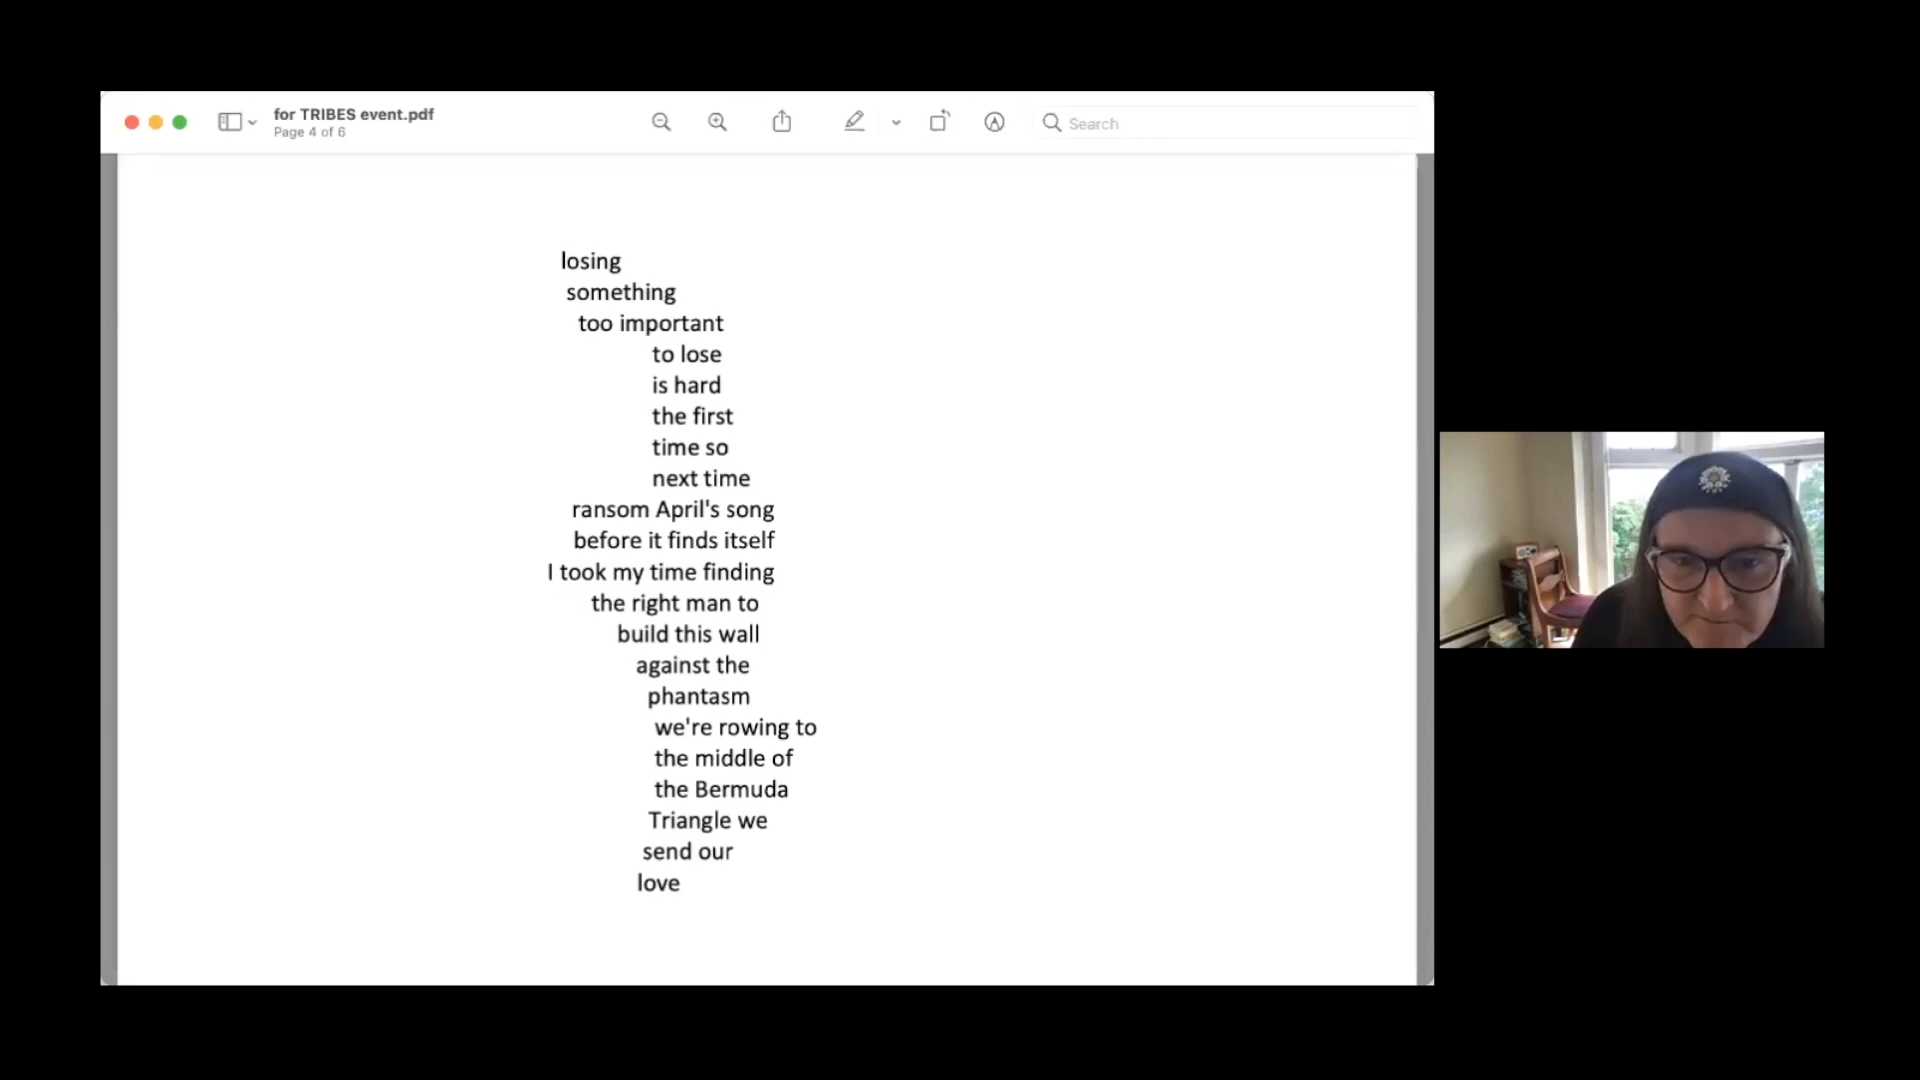 for TRIBES event.pdf
Page 4 of 6
Search
losing
something
too important
to lose
is hard
the first
time so
next time
ransom April's song
before it finds itself
I took my time finding
the right man to
build this wall
against the
phantasm
we're rowing to
the middle of
the Bermuda
Triangle we
send our
love